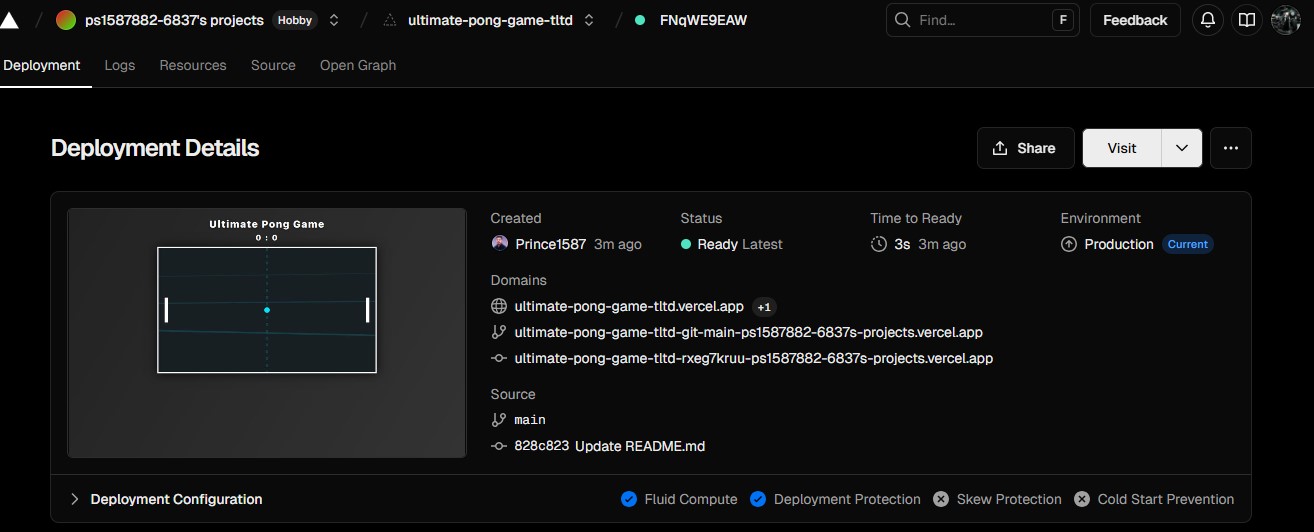 ps1587882-6837's projects Hobby ultimate-pong-game-tltd FNqWE9EAW Find... F Feedback
Deployment Logs Resources Source Open Graph
Deployment Details Share Visit
Ultimate Pong Game
0 : 0
Created Status Time to Ready Environment
Prince1587 3m ago Ready Latest 3s 3m ago Production Current
Domains
ultimate-pong-game-tltd.vercel.app +1
ultimate-pong-game-tltd-git-main-ps1587882-6837s-projects.vercel.app
ultimate-pong-game-tltd-rxeg7kruu-ps1587882-6837s-projects.vercel.app
Source
main
828c823 Update README.md
Deployment Configuration Fluid Compute Deployment Protection Skew Protection Cold Start Prevention